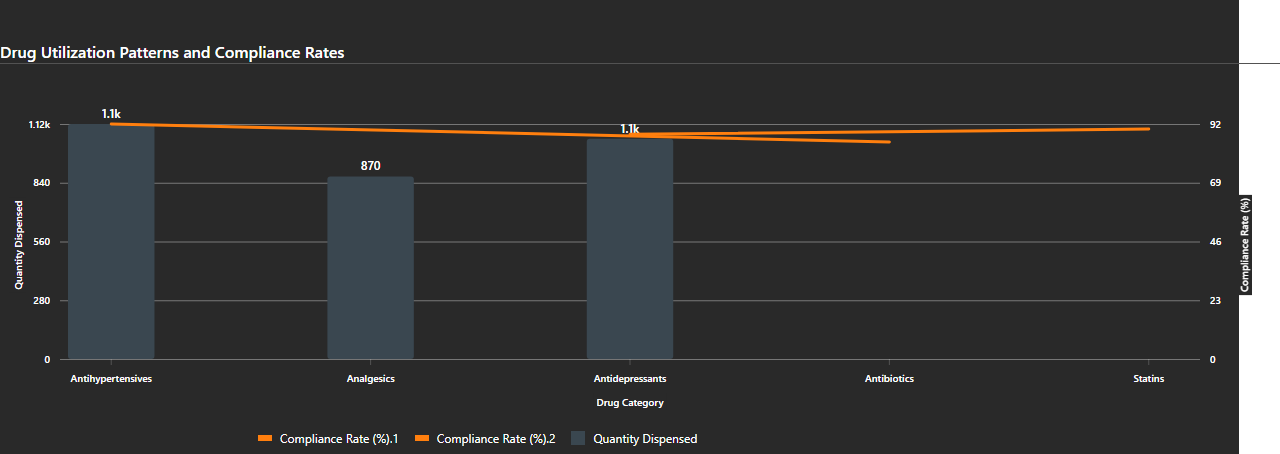 Drug Utilization Patterns and Compliance Rates
1.1k
870
1.1k
1.12k
840
560
280
0
92
69
46
23
0
Quantity Dispensed
Compliance Rate (%)
Antihypertensives
Analgesics
Antidepressants
Antibiotics
Statins
Drug Category
Compliance Rate (%).1
Compliance Rate (%).2
Quantity Dispensed